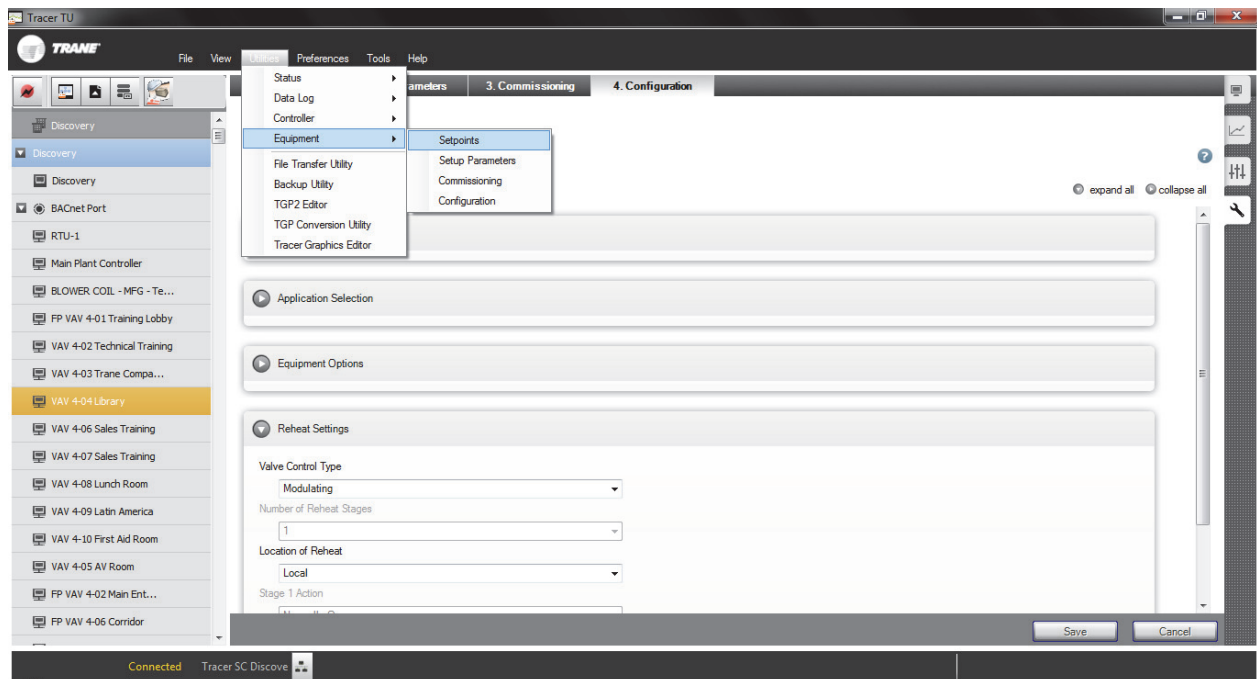 Tracer TU
TRANE
File View Utilities Preferences Tools Help
Status
Data Log
Controller
Equipment
File Transfer Utility
Backup Utility
TGP2 Editor
TGP Conversion Utility
Tracer Graphics Editor
Setpoints
Setup Parameters
Commissioning
Configuration
ameters 3. Commissioning 4. Configuration
expand all collapse all
Discovery
Discovery
Discovery
BACnet Port
RTU-1
Main Plant Controller
BLOWER COIL - MFG - Te...
FP VAV 4-01 Training Lobby
VAV 4-02 Technical Training
VAV 4-03 Trane Compa...
VAV 4-04 Library
VAV 4-06 Sales Training
VAV 4-07 Sales Training
VAV 4-08 Lunch Room
VAV 4-09 Latin America
VAV 4-10 First Aid Room
VAV 4-05 AV Room
FP VAV 4-02 Main Ent...
FP VAV 4-06 Corridor
Application Selection
Equipment Options
Reheat Settings
Valve Control Type
Modulating
Number of Reheat Stages
1
Location of Reheat
Local
Stage 1 Action
Save Cancel
Connected Tracer SC Discove